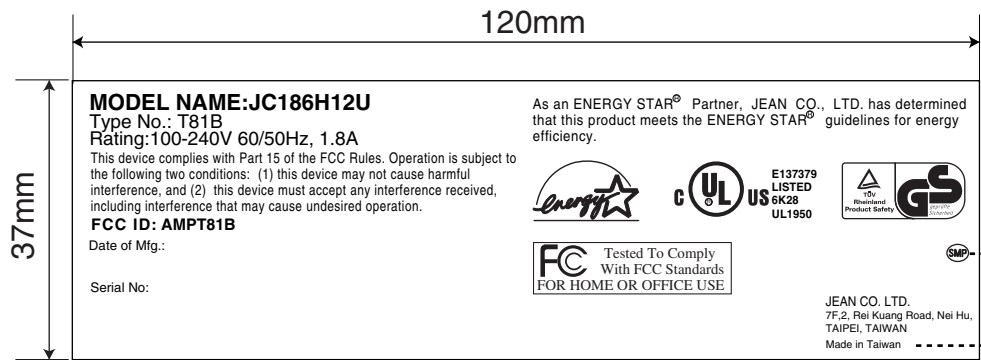 120mm
37mm
MODEL NAME:JC186H12U
Type No.: T81B
Rating:100-240V 60/50Hz, 1.8A
This device complies with Part 15 of the FCC Rules. Operation is subject to
the following two conditions: (1) this device may not cause harmful
interference, and (2) this device must accept any interference received,
including interference that may cause undesired operation.
FCC ID: AMPT81B
Date of Mfg.:
Serial No:
As an ENERGY STAR® Partner, JEAN CO., LTD. has determined
that this product meets the ENERGY STAR® guidelines for energy
efficiency.
energy
C UL® US
E137379
LISTED
6K28
UL1950
TÜV
Rheinland
Product Safety
GS
geprüfte
Sicherheit
FC
Tested To Comply
With FCC Standards
FOR HOME OR OFFICE USE
SMP
JEAN CO. LTD.
7F,2, Rei Kuang Road, Nei Hu,
TAIPEI, TAIWAN
Made in Taiwan